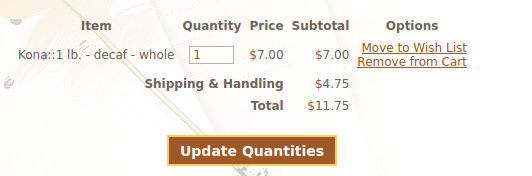 Item Quantity Price Subtotal Options
Kona::1 lb. - decaf - whole 1 $7.00 $7.00 Move to Wish List
Remove from Cart
Shipping & Handling $4.75
Total $11.75
Update Quantities